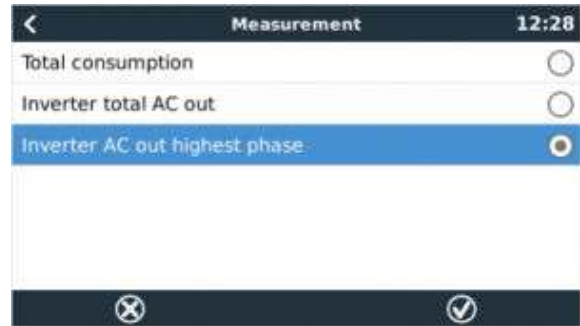 Measurement 12:28
Total consumption
Inverter total AC out
Inverter AC out highest phase